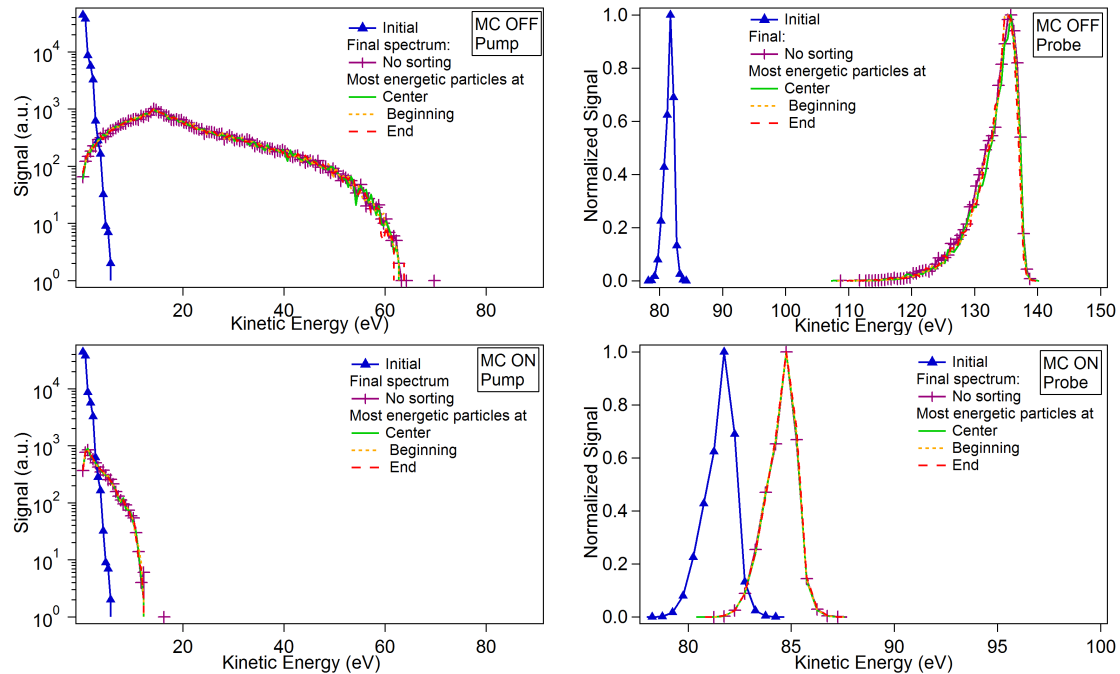 MC OFF
Pump
Initial
Final spectrum:
No sorting
Most energetic particles at
Center
Beginning
End
Signal (a.u.)
10^4
10^3
10^2
10^1
10^0
20
40
60
80
Kinetic Energy (eV)
MC OFF
Probe
Initial
Final:
No sorting
Most energetic particles at
Center
Beginning
End
Normalized Signal
1.0
0.8
0.6
0.4
0.2
0.0
80
90
100
110
120
130
140
150
Kinetic Energy (eV)
MC ON
Pump
Initial
Final spectrum
No sorting
Most energetic particles at
Center
Beginning
End
Signal (a.u.)
10^4
10^3
10^2
10^1
10^0
20
40
60
80
Kinetic Energy (eV)
MC ON
Probe
Initial
Final spectrum:
No sorting
Most energetic particles at
Center
Beginning
End
Normalized Signal
1.0
0.8
0.6
0.4
0.2
0.0
80
85
90
95
100
Kinetic Energy (eV)